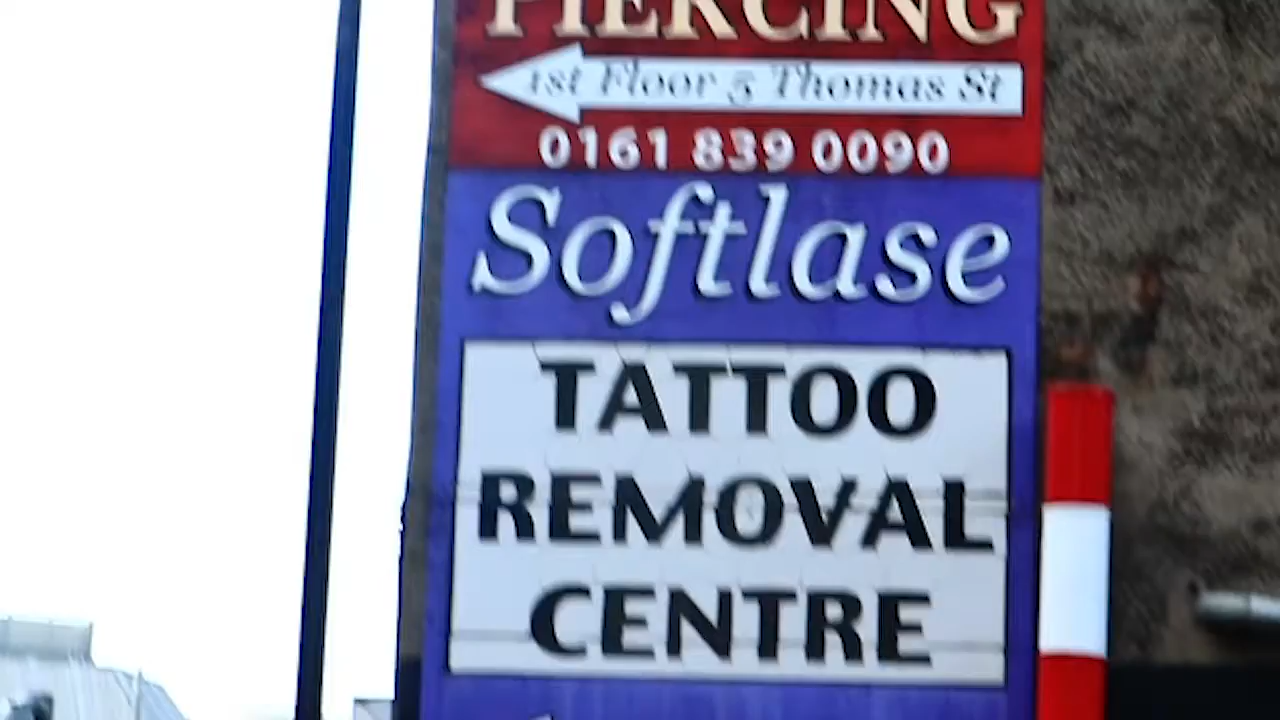 PIERCING
1st Floor 5 Thomas St
0161 839 0090
Softlase
TATTOO
REMOVAL
CENTRE